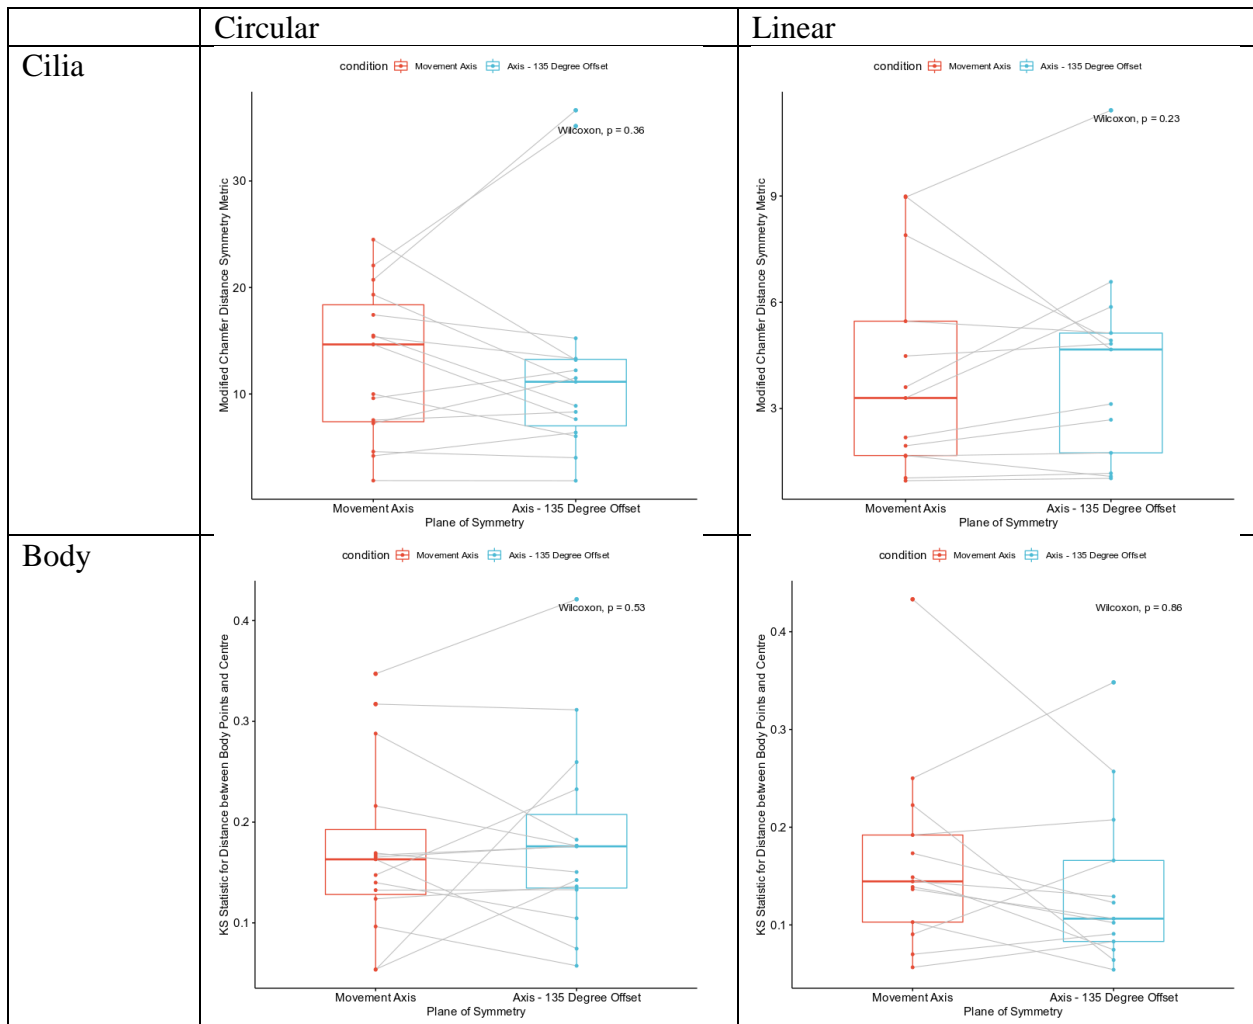 Circular
Linear
Cilia
condition Movement Axis Axis - 135 Degree Offset
Modified Chamfer Distance Symmetry Metric
30
20
10
Wilcoxon, p = 0.36
Movement Axis
Axis - 135 Degree Offset
Plane of Symmetry
condition Movement Axis Axis - 135 Degree Offset
Modified Chamfer Distance Symmetry Metric
9
6
3
Wilcoxon, p = 0.23
Movement Axis
Axis - 135 Degree Offset
Plane of Symmetry
Body
condition Movement Axis Axis - 135 Degree Offset
KS Statistic for Distance between Body Points and Centre
0.4
0.3
0.2
0.1
Wilcoxon, p = 0.53
Movement Axis
Axis - 135 Degree Offset
Plane of Symmetry
condition Movement Axis Axis - 135 Degree Offset
KS Statistic for Distance between Body Points and Centre
0.4
0.3
0.2
0.1
Wilcoxon, p = 0.86
Movement Axis
Axis - 135 Degree Offset
Plane of Symmetry